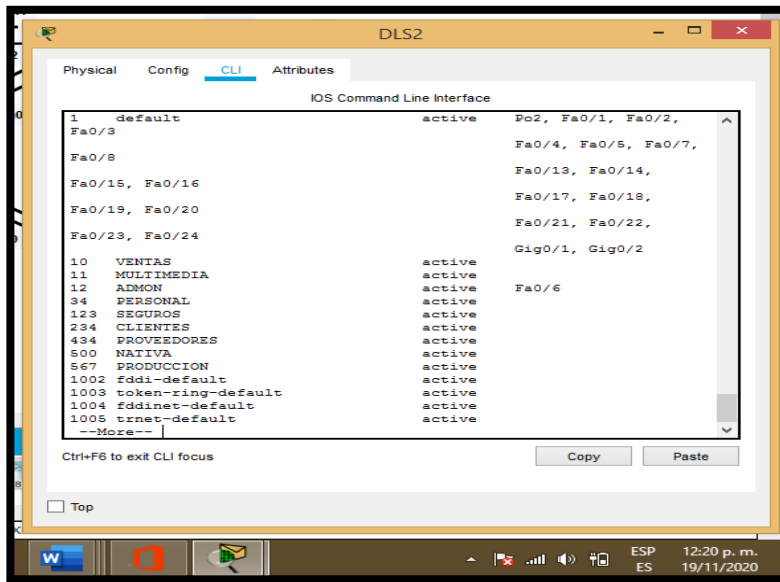 DLS2
Physical Config CLI Attributes
IOS Command Line Interface
1 default active Po2, Fa0/1, Fa0/2,
Fa0/3
Fa0/4, Fa0/5, Fa0/7,
Fa0/8
Fa0/13, Fa0/14,
Fa0/15, Fa0/16
Fa0/17, Fa0/18,
Fa0/19, Fa0/20
Fa0/21, Fa0/22,
Fa0/23, Fa0/24
Gig0/1, Gig0/2
10 VENTAS active
11 MULTIMEDIA active
12 ADMON active Fa0/6
34 PERSONAL active
123 SEGUROS active
234 CLIENTES active
434 PROVEEDORES active
500 NATIVA active
567 PRODUCCION active
1002 fddi-default active
1003 token-ring-default active
1004 fddinet-default active
1005 trnet-default active
--More--
Ctrl+F6 to exit CLI focus
Copy Paste
Top
ESP 12:20 p. m.
ES 19/11/2020